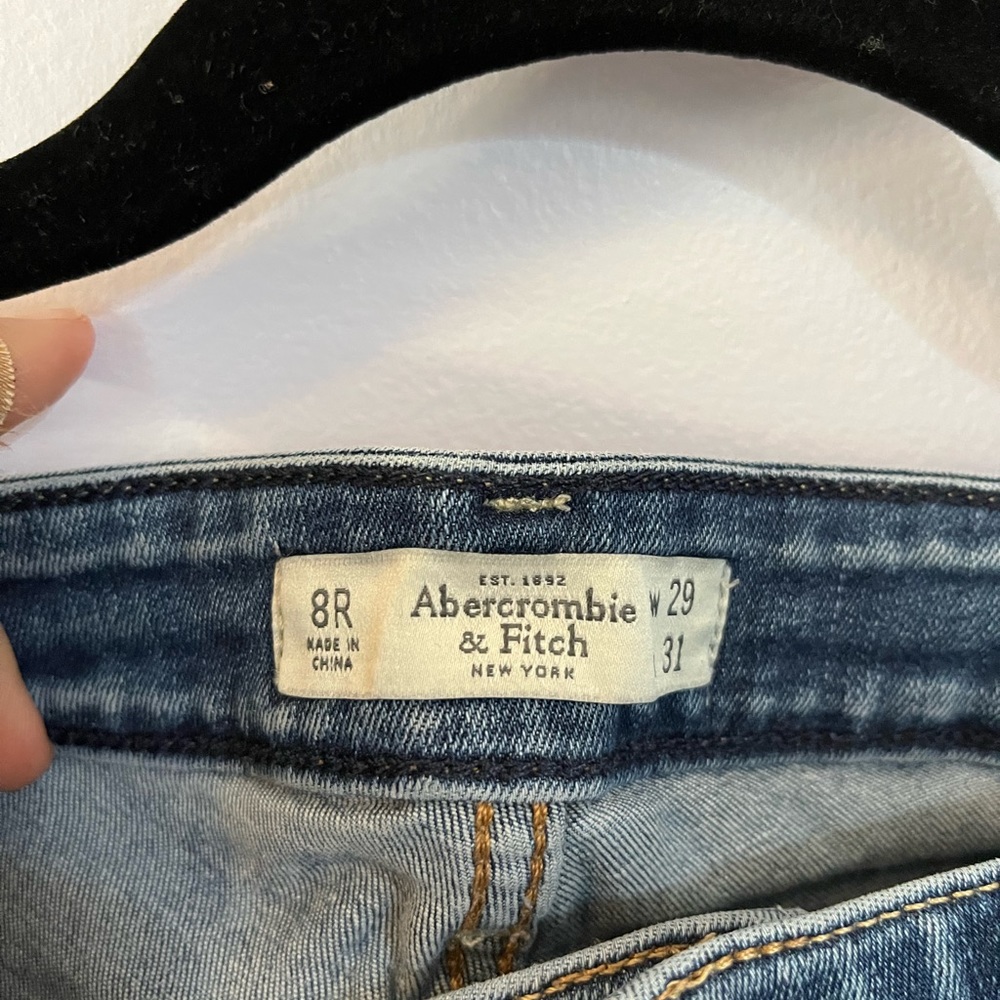 8R
MADE IN
CHINA
EST. 1892
Abercrombie
& Fitch
NEW YORK
W 29
31